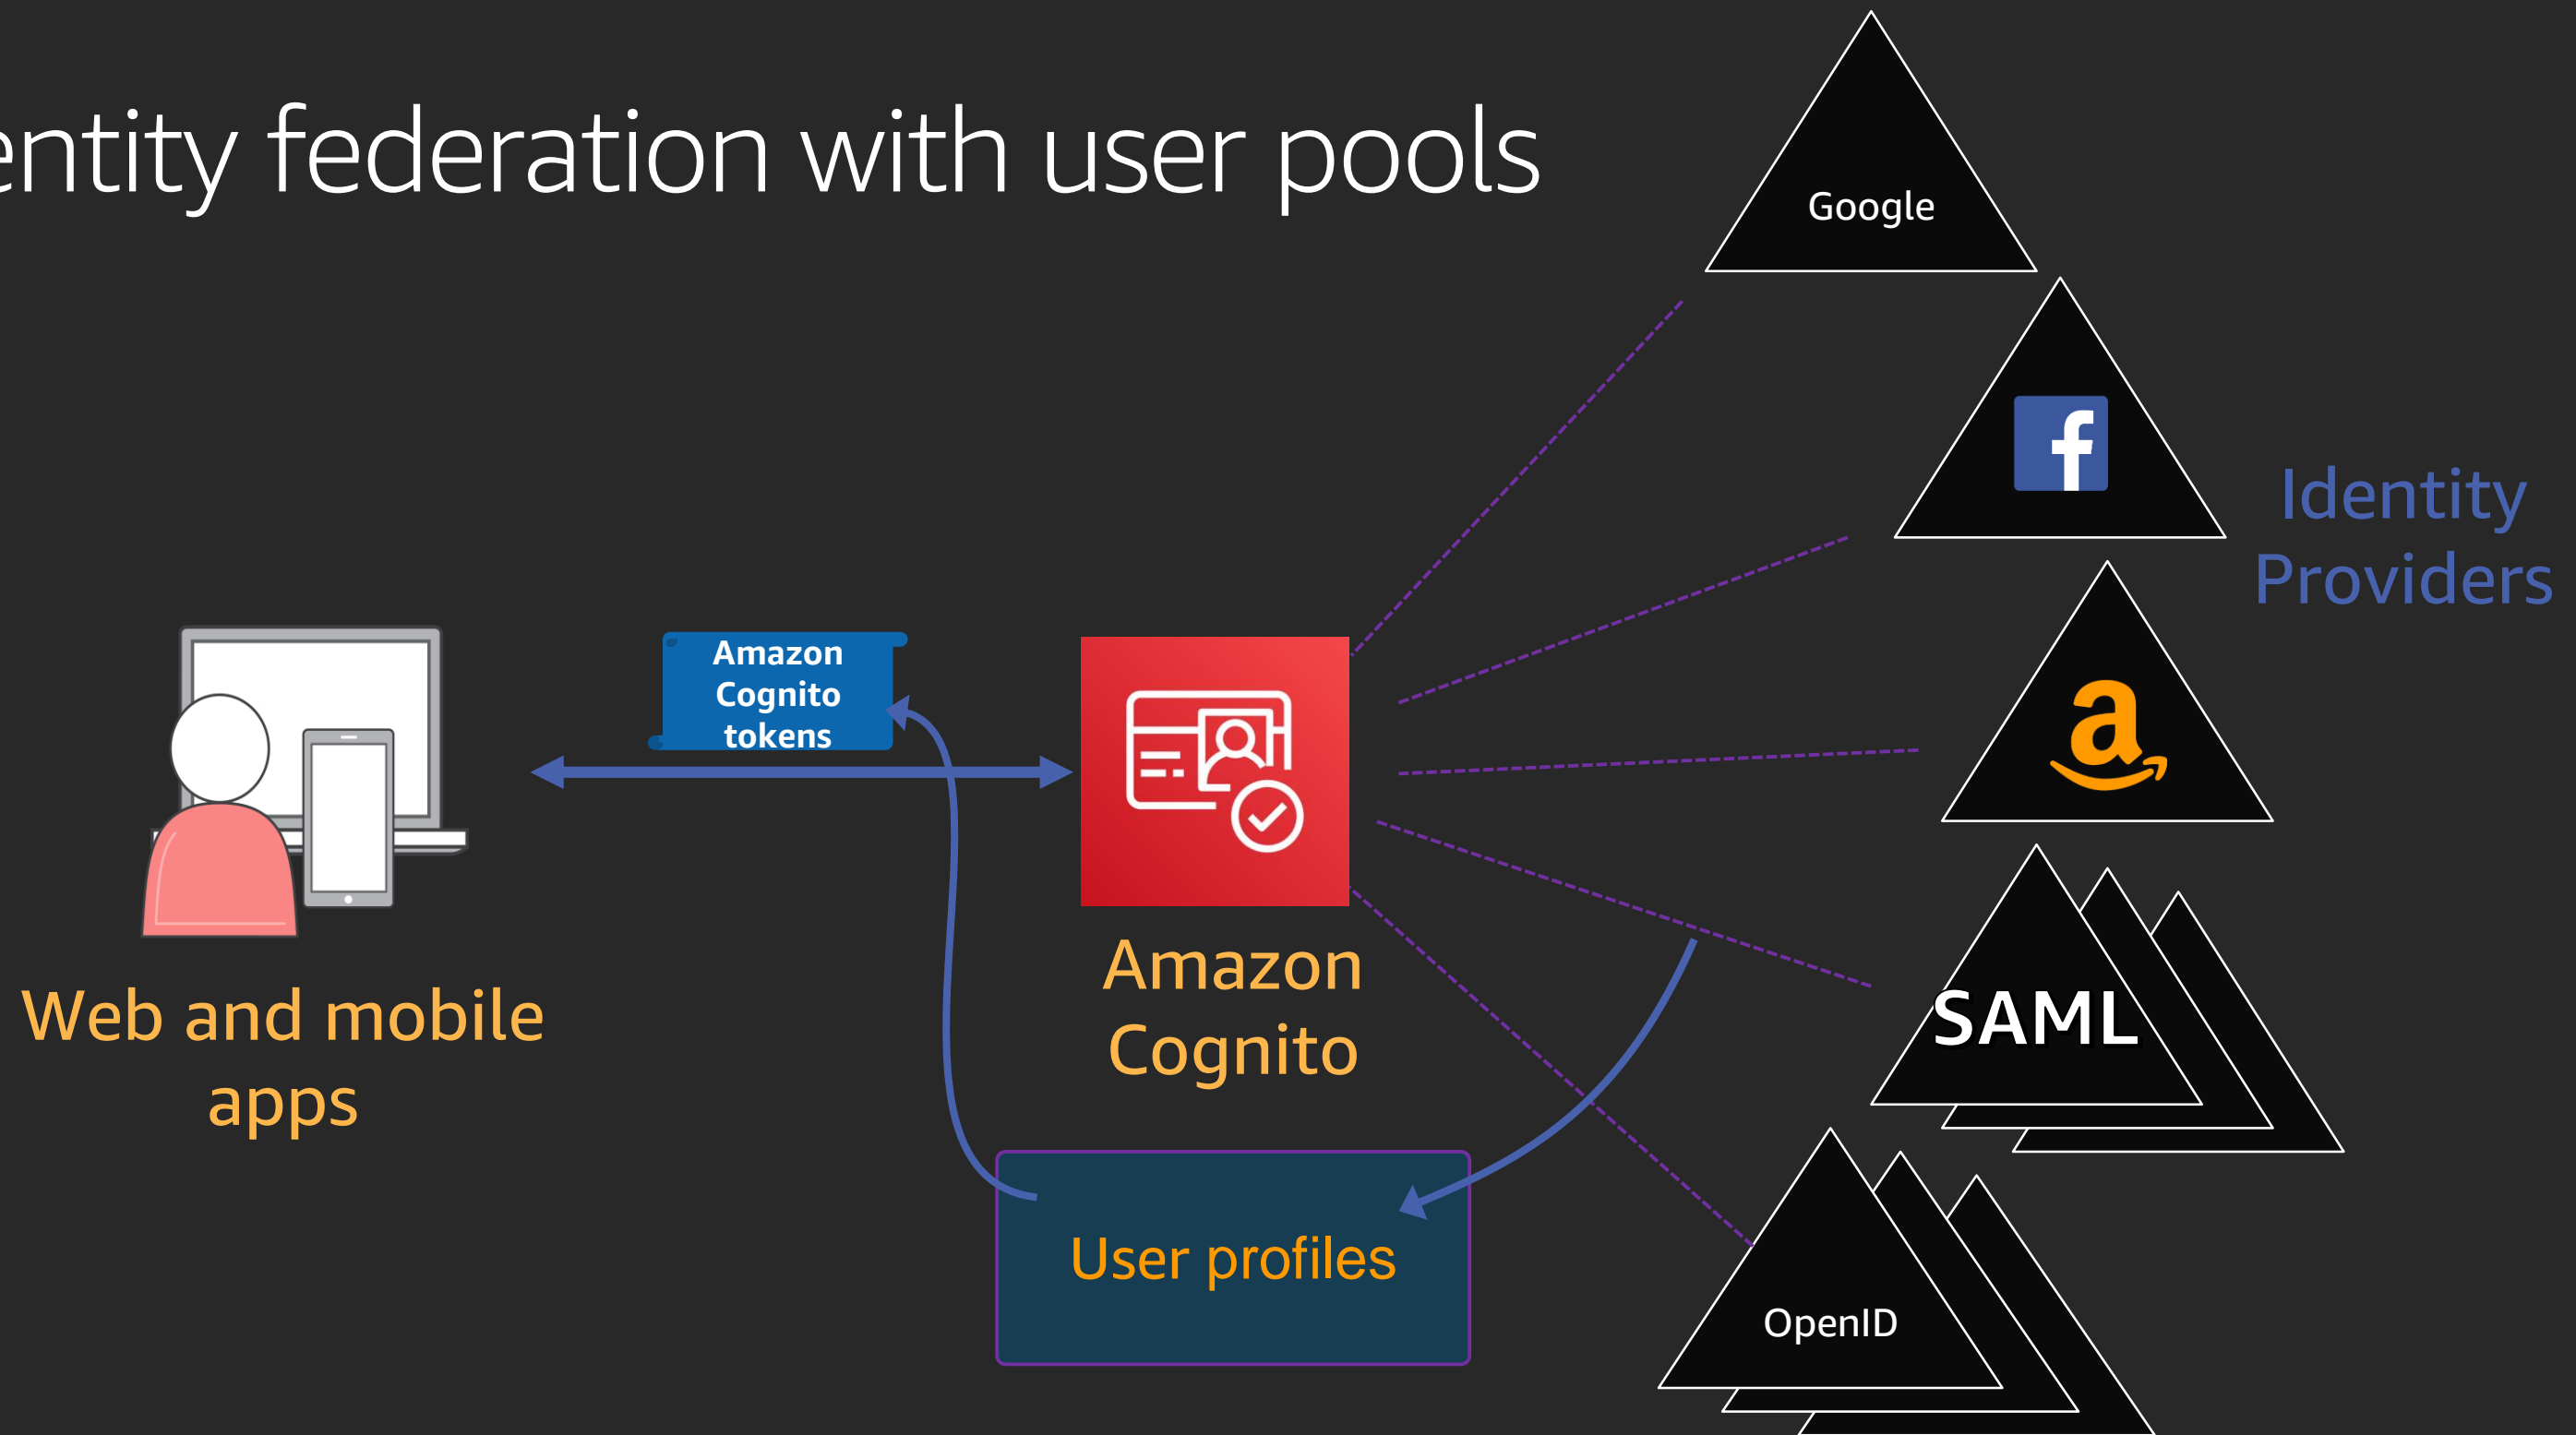 entity federation with user pools
Google
Identity
Providers
Amazon
Cognito
tokens
Amazon
Cognito
Web and mobile
apps
SAML
User profiles
OpenID